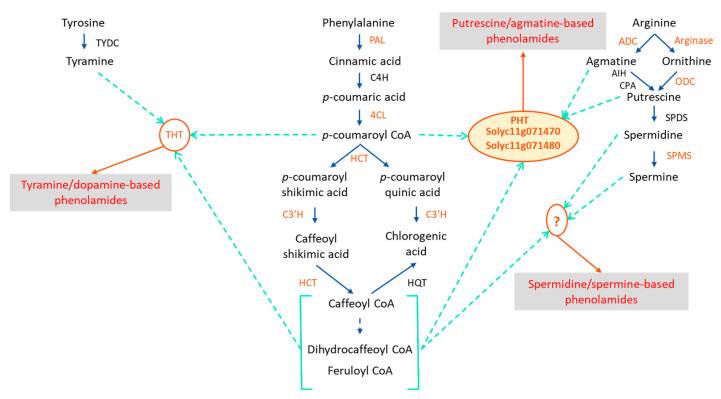 Tyrosine
TYDC
Tyramine
THT
Tyramine/dopamine-based
phenolamides
Phenylalanine
PAL
Cinnamic acid
C4H
p-coumaric acid
4CL
p-coumaroyl CoA
HCT
p-coumaroyl
shikimic acid
p-coumaroyl
quinic acid
C3'H
C3'H
Caffeoyl
shikimic acid
Chlorogenic
acid
HCT
HQT
Caffeoyl CoA
Dihydrocaffeoyl CoA
Feruloyl CoA
Putrescine/agmatine-based
phenolamides
PHT
Solyc11g071470
Solyc11g071480
Arginine
ADC
Arginase
Agmatine
Ornithine
AIH
CPA
ODC
Putrescine
SPDS
Spermidine
SPMS
Spermine
?
Spermidine/spermine-based
phenolamides